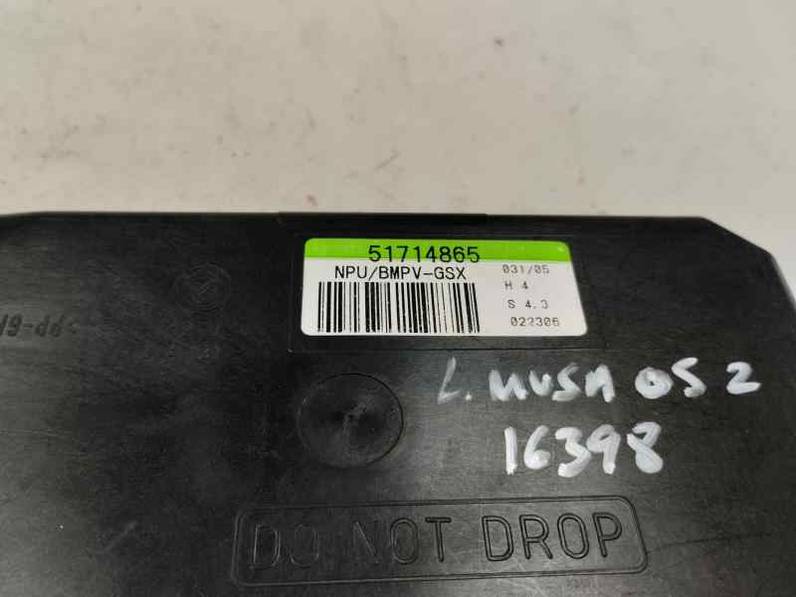 51714865
NPU/BMPV-GSX
031/05
H 4
S 4.3
022306
L. MUSA 05 2
16398
DO NOT DROP